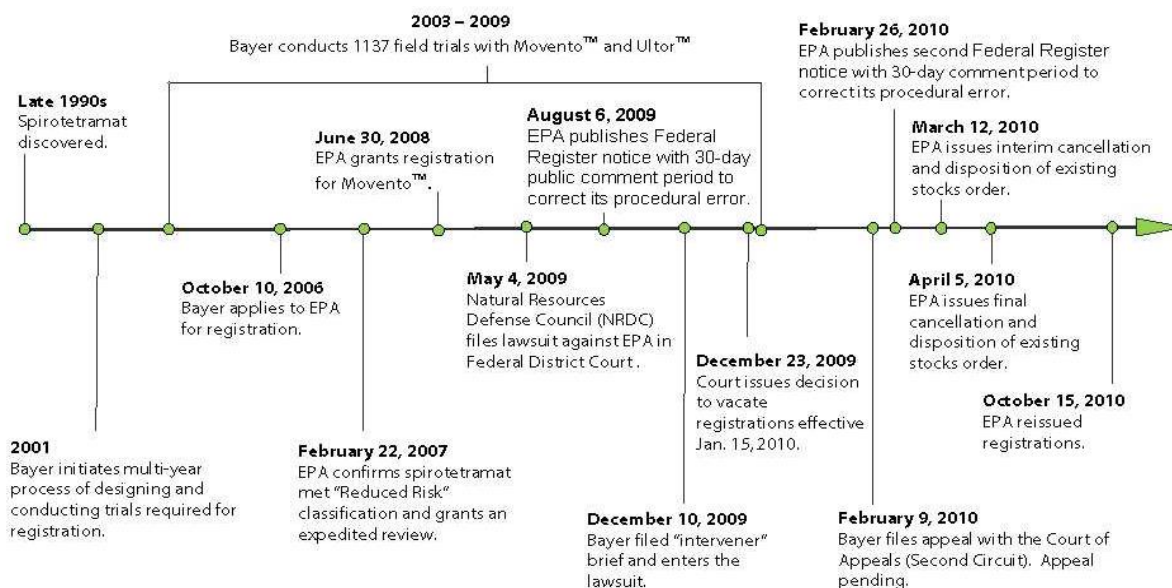 2003 – 2009
Bayer conducts 1137 field trials with Movento™ and Ultor™
February 26, 2010
EPA publishes second Federal Register
notice with 30-day comment period to
correct its procedural error.
Late 1990s
Spirotetramat
discovered.
June 30, 2008
EPA grants registration
for Movento™.
August 6, 2009
EPA publishes Federal
Register notice with 30-day
public comment period to
correct its procedural error.
March 12, 2010
EPA issues interim cancellation
and disposition of existing
stocks order.
October 10, 2006
Bayer applies to EPA
for registration.
May 4, 2009
Natural Resources
Defense Council (NRDC)
files lawsuit against EPA in
Federal District Court .
April 5, 2010
EPA issues final
cancellation and
disposition of existing
stocks order.
December 23, 2009
Court issues decision
to vacate
registrations effective
Jan. 15, 2010.
October 15, 2010
EPA reissued
registrations.
2001
Bayer initiates multi-year
process of designing and
conducting trials required for
registration.
February 22, 2007
EPA confirms spirotetramat
met "Reduced Risk"
classification and grants an
expedited review.
December 10, 2009
Bayer filed "intervener"
brief and enters the
lawsuit.
February 9, 2010
Bayer files appeal with the Court of
Appeals (Second Circuit). Appeal
pending.